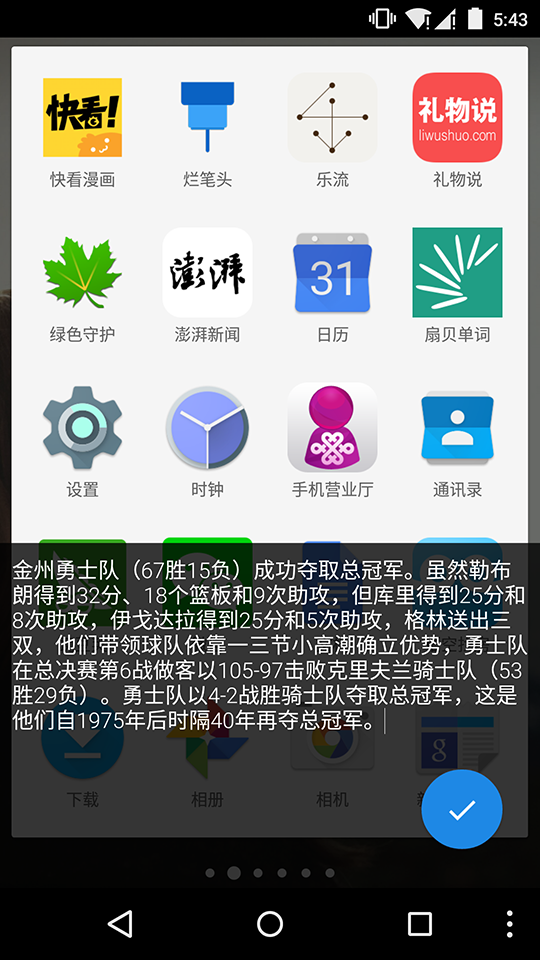 5:43
快看!
礼物说
liwushuo.com
快看漫画
烂笔头
乐流
礼物说
澎湃
31
绿色守护
澎湃新闻
日历
扇贝单词
设置
时钟
手机营业厅
通讯录
金州勇士队（67胜15负）成功夺取总冠军。虽然勒布
朗得到32分、18个篮板和9次助攻，但库里得到25分和
8次助攻，伊戈达拉得到25分和5次助攻，格林送出三
双，他们带领球队依靠一三节小高潮确立优势，勇士队
在总决赛第6战做客以105-97击败克里夫兰骑士队（53
胜29负）。勇士队以4-2战胜骑士队夺取总冠军，这是
他们自1975年后时隔40年再夺总冠军。
g
下载
相册
相机